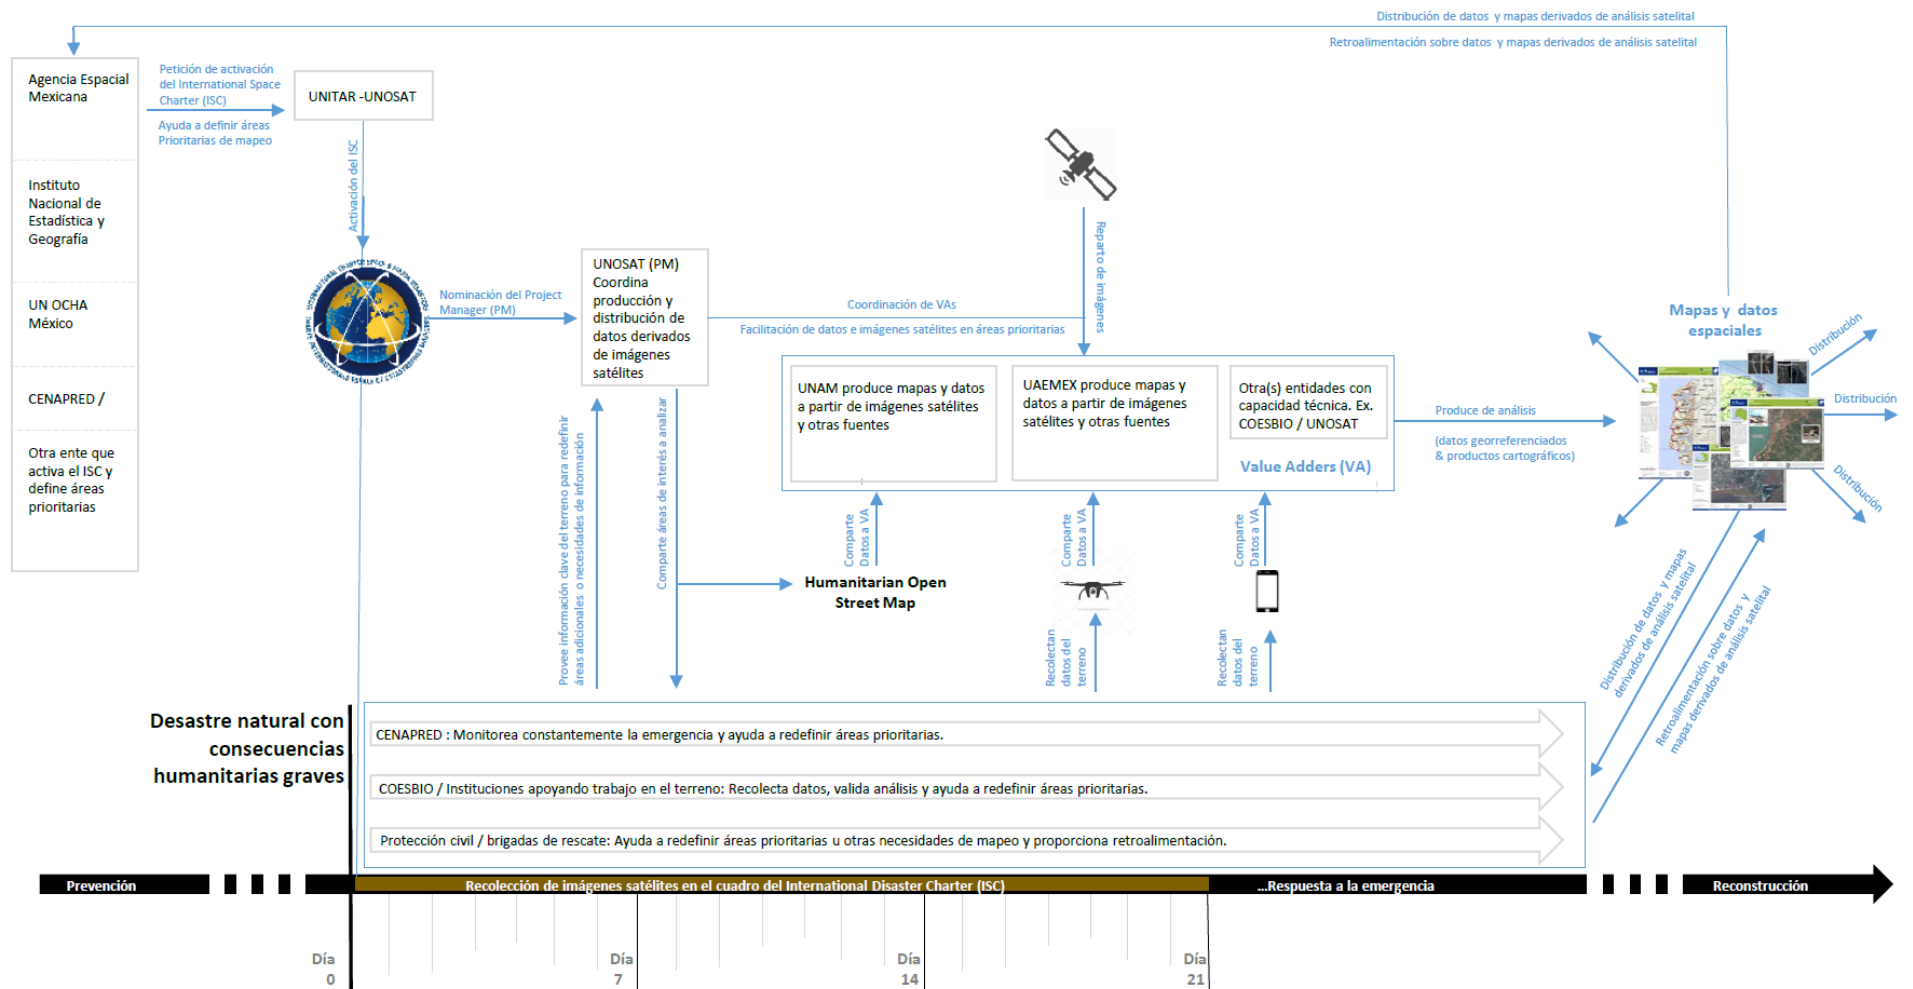 Distribución de datos y mapas derivados de análisis satelital
Retroalimentación sobre datos y mapas derivados de análisis satelital
Agencia Espacial
Mexicana
Instituto
Nacional de
Estadística y
Geografía
UN OCHA
México
CENAPRED /
Otra ente que
activa el ISC y
define áreas
prioritarias
Petición de activación
del International Space
Charter (ISC)
Ayuda a definir áreas
Prioritarias de mapeo
UNITAR -UNOSAT
Activación del ISC
Nominación del Project
Manager (PM)
UNOSAT (PM)
Coordina
producción y
distribución de
datos derivados
de imágenes
satélites
Coordinación de VAs
Facilitación de datos e imágenes satélites en áreas prioritarias
Reparto de imágenes
UNAM produce mapas y datos
a partir de imágenes satélites
y otras fuentes
UAEMEX produce mapas y
datos a partir de imágenes
satélites y otras fuentes
Otra(s) entidades con
capacidad técnica. Ex.
COESBIO / UNOSAT
Value Adders (VA)
Produce de análisis
(datos georreferenciados
& productos cartográficos)
Mapas y datos
espaciales
Distribución
Distribución
Distribución
Provee información clave del terreno para redefinir
áreas adicionales o necesidades de información
Comparte áreas de interés a analizar
Comparte
Datos a VA
Comparte
Datos a VA
Comparte
Datos a VA
Humanitarian Open
Street Map
Recolectan
datos del
terreno
Recolectan
datos del
terreno
Distribución de datos y mapas
derivados de análisis satelital
Retroalimentación sobre datos y
mapas derivados de análisis satelital
Desastre natural con
consecuencias
humanitarias graves
CENAPRED : Monitorea constantemente la emergencia y ayuda a redefinir áreas prioritarias.
COESBIO / Instituciones apoyando trabajo en el terreno: Recolecta datos, valida análisis y ayuda a redefinir áreas prioritarias.
Protección civil / brigadas de rescate: Ayuda a redefinir áreas prioritarias u otras necesidades de mapeo y proporciona retroalimentación.
Prevención
Recolección de imágenes satélites en el cuadro del International Disaster Charter (ISC)
...Respuesta a la emergencia
Reconstrucción
Día
0
Día
7
Día
14
Día
21